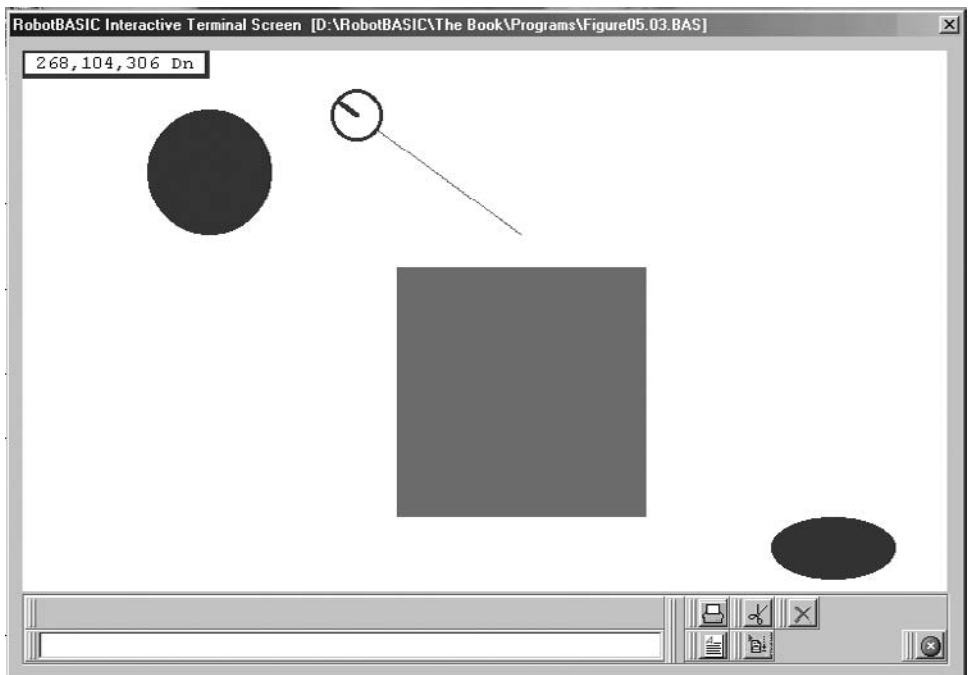 RobotBASIC Interactive Terminal Screen [D:\RobotBASIC\The Book\Programs\Figure05.03.BAS]
268,104,306 Dn